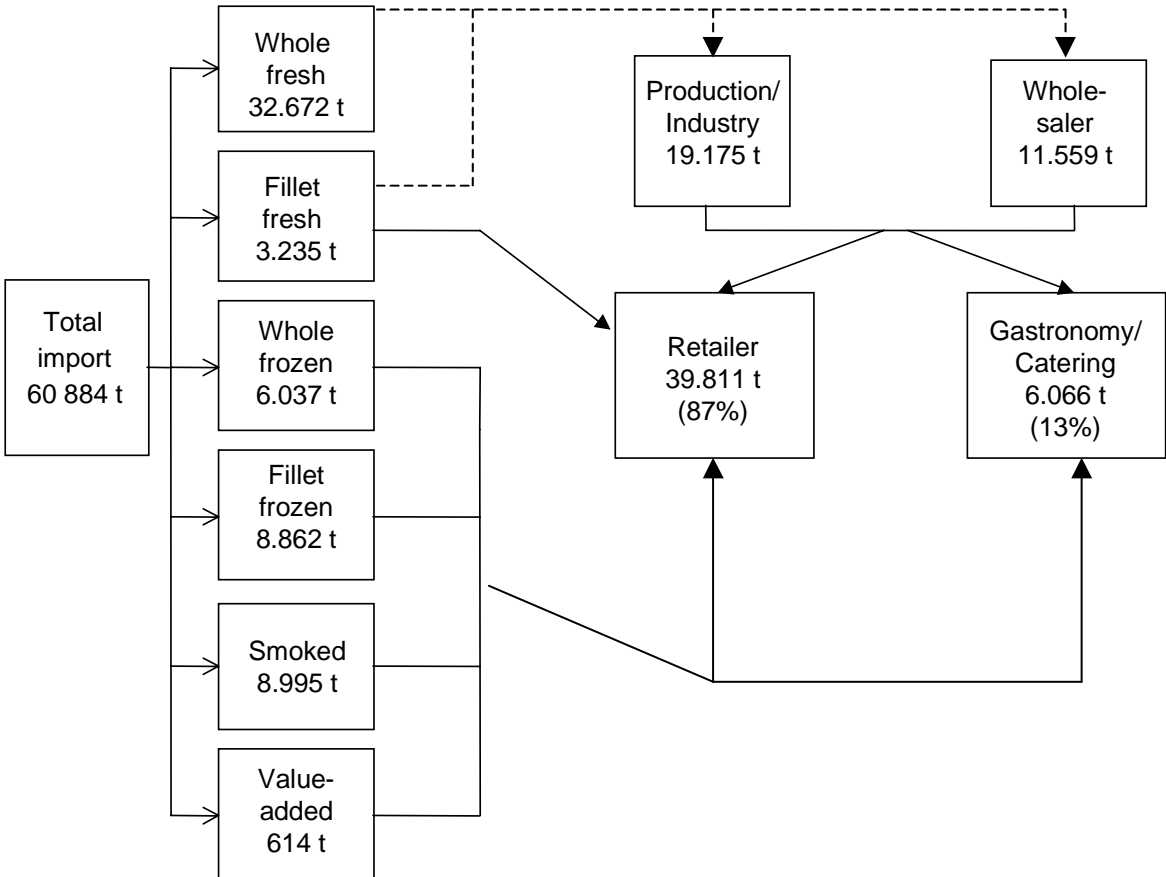 Whole
fresh
32.672 t
Production/
Industry
19.175 t
Whole-
saler
11.559 t
Fillet
fresh
3.235 t
Total
import
60 884 t
Whole
frozen
6.037 t
Retailer
39.811 t
(87%)
Gastronomy/
Catering
6.066 t
(13%)
Fillet
frozen
8.862 t
Smoked
8.995 t
Value-
added
614 t